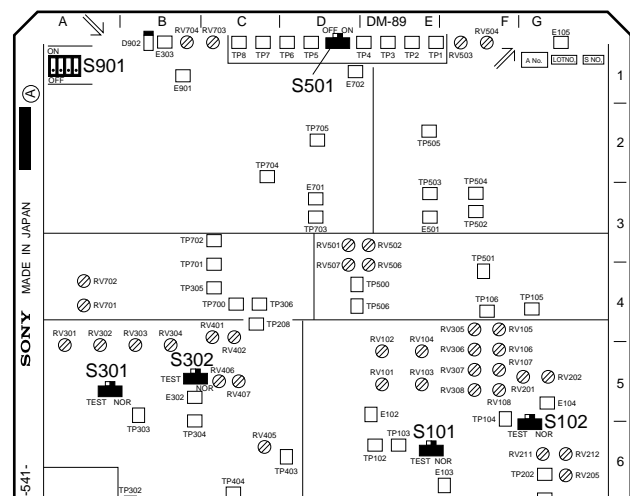 A B C D DM-89 E F G
RV704 RV703 OFF ON RV504 E105
ON D902 E303 TP8 TP7 TP6 TP5 TP4 TP3 TP2 TP1 RV503
A No. LOTNO, S NO,
S901
OFF E901 S501 E702 1
A
TP705 TP505 2
TP704
E701 TP503 TP504
TP703 E501 TP502 3
TP702 RV501 RV502
TP701 RV507 RV506 TP501
RV702 TP305 TP500
RV701 TP700 TP306 TP506 TP106 TP105 4
TP208
RV301 RV302 RV303 RV304 RV401 RV402 RV305 RV105
RV102 RV104 RV306 RV106
S301 S302 RV307 RV107
TEST RV406 RV101 RV103 RV202 5
NOR RV407 RV308 RV201
TEST NOR E302 RV108 E104
TP303 TP304 E102 TP104 S102
S101 TEST NOR
RV405 TP102 TP103 RV211 RV212
TP403 TEST NOR 6
TP202 RV205
TP302 TP404 E103
SONY MADE IN JAPAN
-541-